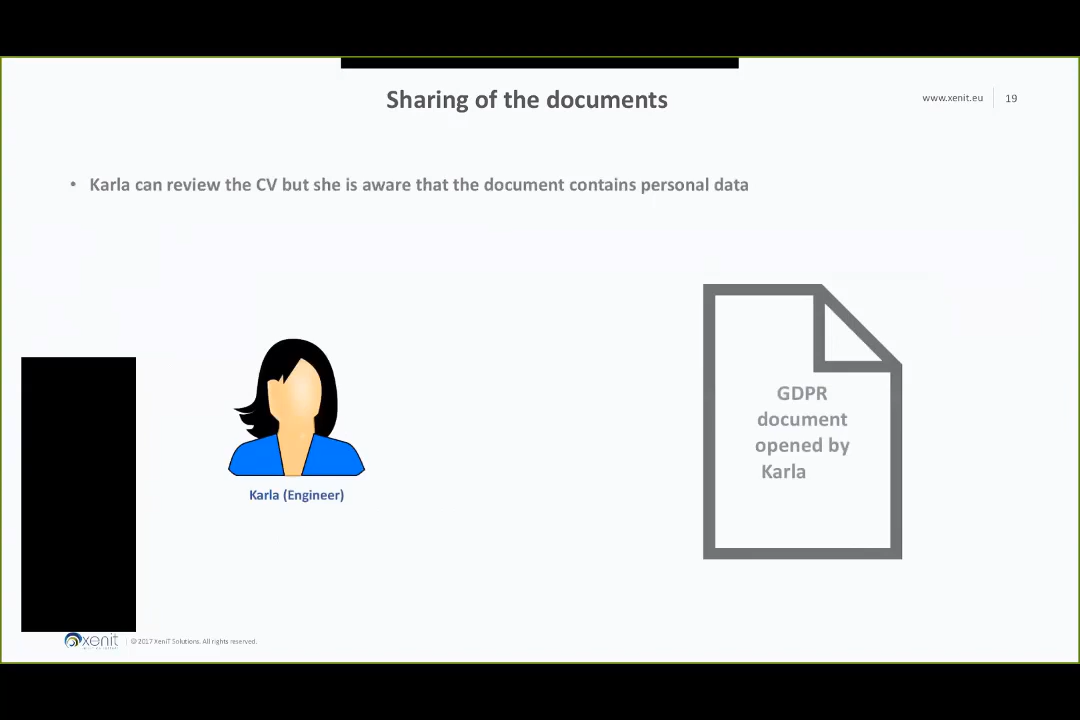 Sharing of the documents
www.xenit.eu
19
• Karla can review the CV but she is aware that the document contains personal data
GDPR
document
opened by
Karla
Karla (Engineer)
xenit
© 2017 XeniT Solutions. All rights reserved.